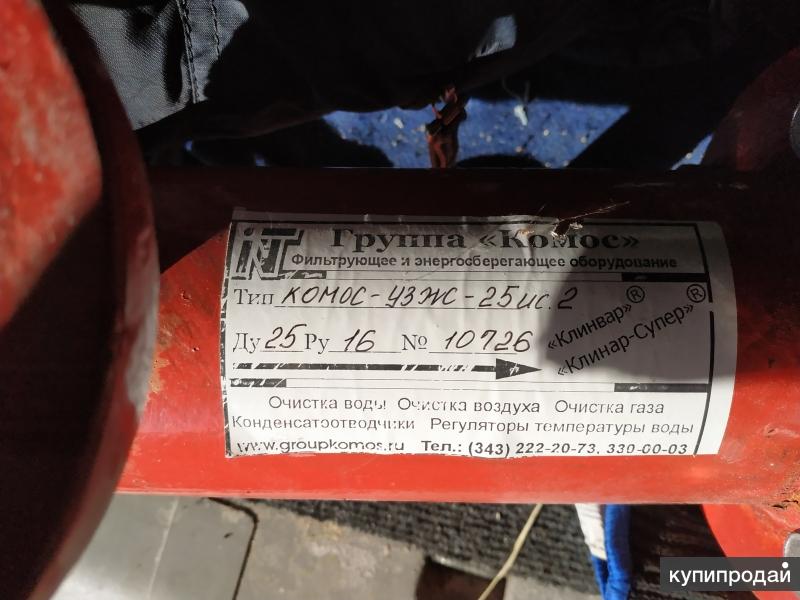 INT Группа «Комос»
Фильтрующее и энергосберегающее оборудование
Тип КОМОС-УЗЖС-25ис.2
Ду 25 Ру 16 № 10726
«Клинвар»®
«Клинар-Супер»®
Очистка воды Очистка воздуха Очистка газа
Конденсатоотводчики Регуляторы температуры воды
www.groupkomos.ru Тел.: (343) 222-20-73, 330-00-03
купипродай